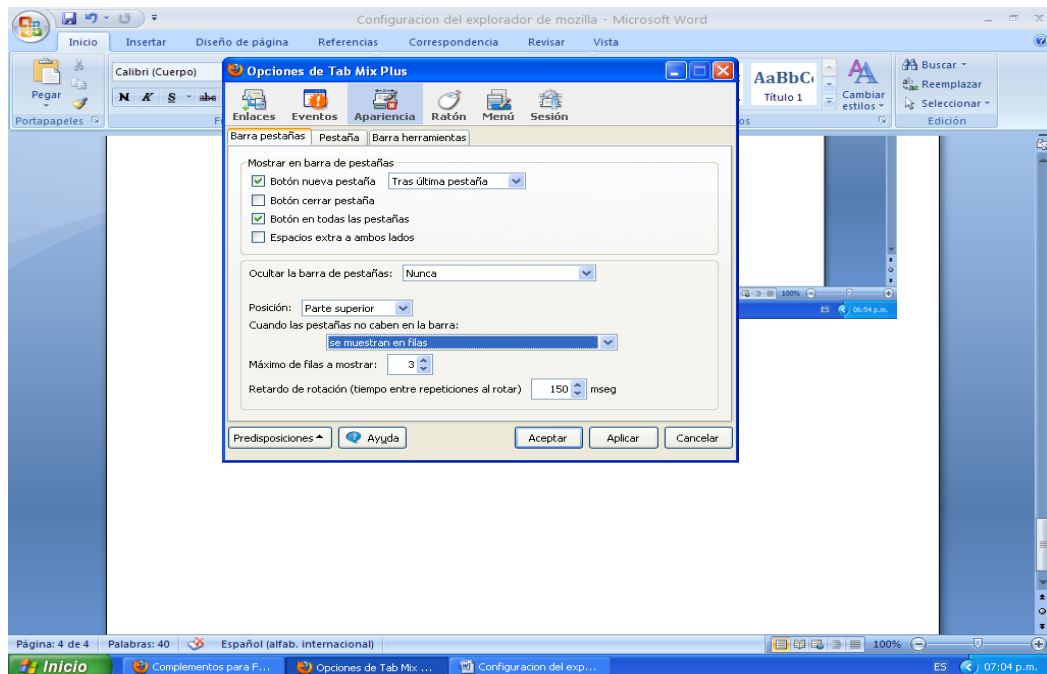 Configuracion del explorador de mozilla - Microsoft Word
Inicio Insertar Diseño de página Referencias Correspondencia Revisar Vista
Pegar
Portapapeles
Calibri (Cuerpo)
N K S abe
AaBbC
Título 1
Cambiar estilos
Buscar
Reemplazar
Seleccionar
Edición
Opciones de Tab Mix Plus
Enlaces Eventos Apariencia Ratón Menú Sesión
Barra pestañas Pestaña Barra herramientas
Mostrar en barra de pestañas
Botón nueva pestaña Tras última pestaña
Botón cerrar pestaña
Botón en todas las pestañas
Espacios extra a ambos lados
Ocultar la barra de pestañas: Nunca
Posición: Parte superior
Cuando las pestañas no caben en la barra:
se muestran en filas
Máximo de filas a mostrar: 3
Retardo de rotación (tiempo entre repeticiones al rotar) 150 mseg
Predisposiciones Ayuda Aceptar Aplicar Cancelar
100%
ES 06:54 p.m.
Página: 4 de 4 Palabras: 40 Español (alfab. internacional) 100%
Inicio Complementos para F... Opciones de Tab Mix ... Configuracion del exp... ES 07:04 p.m.